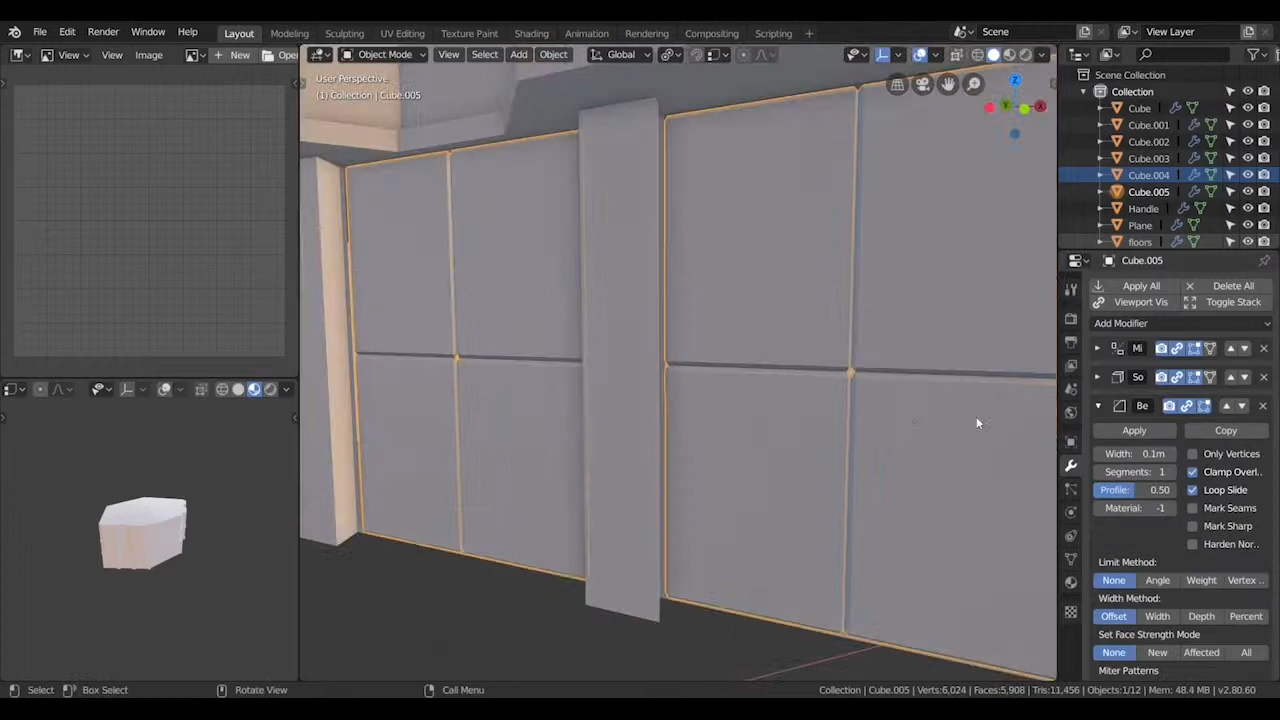 File Edit Render Window Help Layout Modeling Sculpting UV Editing Texture Paint Shading Animation Rendering Compositing Scripting + Scene View Layer
View View Image New Open
Object Mode View Select Add Object Global
User Perspective
(1) Collection | Cube.005
Z
Y
X
Scene Collection
Collection
Cube
Cube.001
Cube.002
Cube.003
Cube.004
Cube.005
Handle
Plane
floors
Cube.005
Apply All Delete All
Viewport Vis Toggle Stack
Add Modifier
Mi
So
Be
Apply Copy
Width: 0.1m Only Vertices
Segments: 1 Clamp Overl..
Profile: 0.50 Loop Slide
Material: -1 Mark Seams
Mark Sharp
Harden Nor..
Limit Method:
None Angle Weight Vertex ..
Width Method:
Offset Width Depth Percent
Set Face Strength Mode
None New Affected All
Miter Patterns
Select Box Select Rotate View Call Menu Collection | Cube.005 | Verts:6,024 | Faces:5,908 | Tris:11,456 | Objects:1/12 | Mem: 48.4 MB | v2.80.60